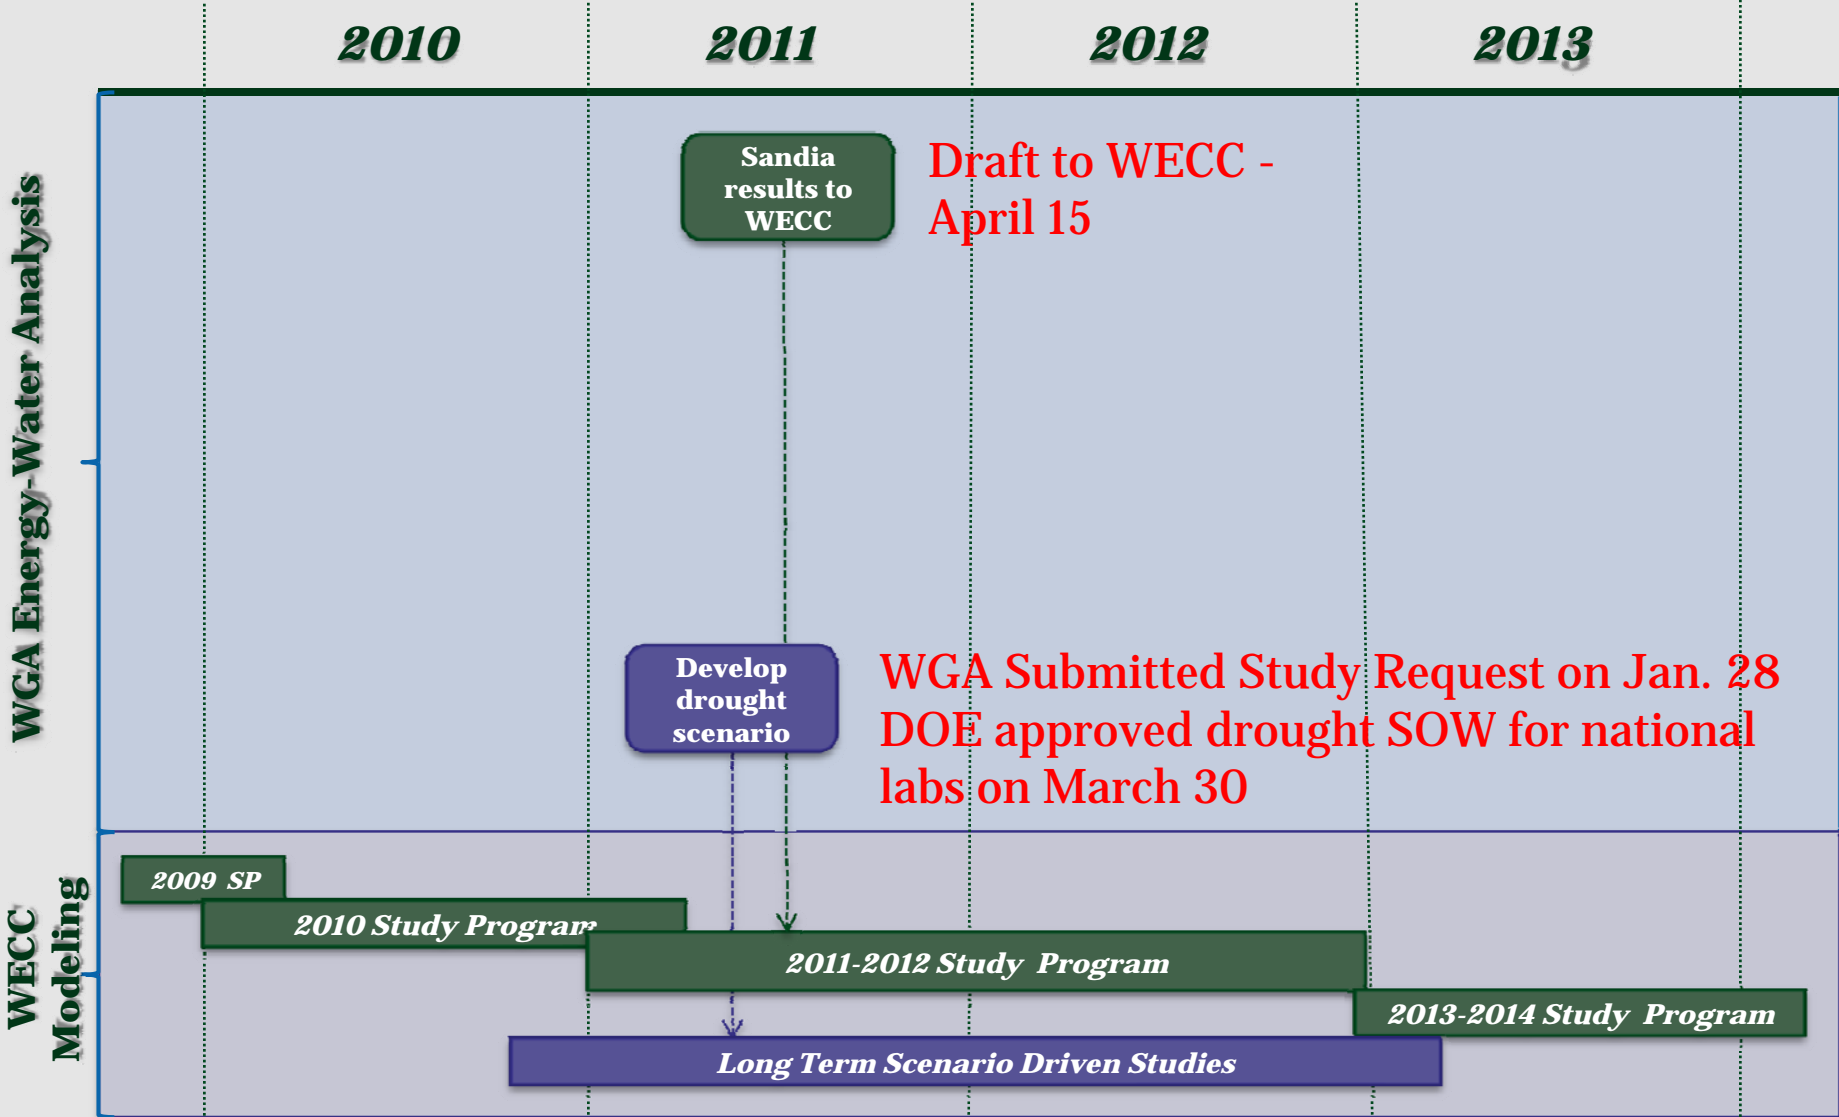 2010 2011 2012 2013
WGA Energy-Water Analysis
Sandia
results to
WECC
Draft to WECC -
April 15
Develop
drought
scenario
WGA Submitted Study Request on Jan. 28
DOE approved drought SOW for national
labs on March 30
WECC
Modeling
2009 SP
2010 Study Program
2011-2012 Study Program
2013-2014 Study Program
Long Term Scenario Driven Studies